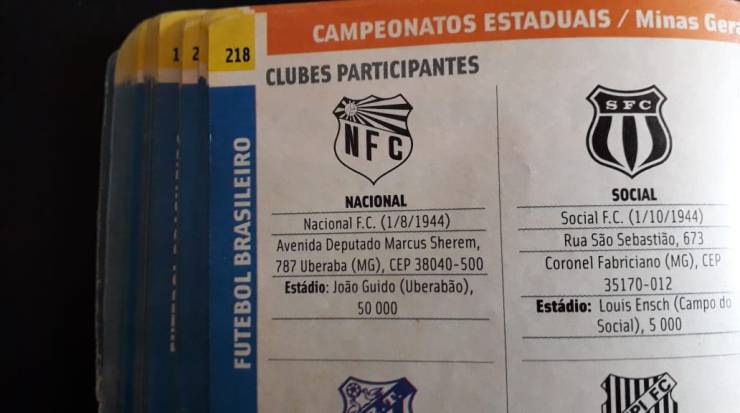 CAMPEONATOS ESTADUAIS / Minas Gera
1 2 218
CLUBES PARTICIPANTES
FUTEBOL BRASILEIRO
NFC
NACIONAL
Nacional F.C. (1/8/1944)
Avenida Deputado Marcus Sherem,
787 Uberaba (MG), CEP 38040-500
Estádio: João Guido (Uberabão),
50 000
SFC
SOCIAL
Social F.C. (1/10/1944)
Rua São Sebastião, 673
Coronel Fabriciano (MG), CEP
35170-012
Estádio: Louis Ensch (Campo do
Social), 5 000